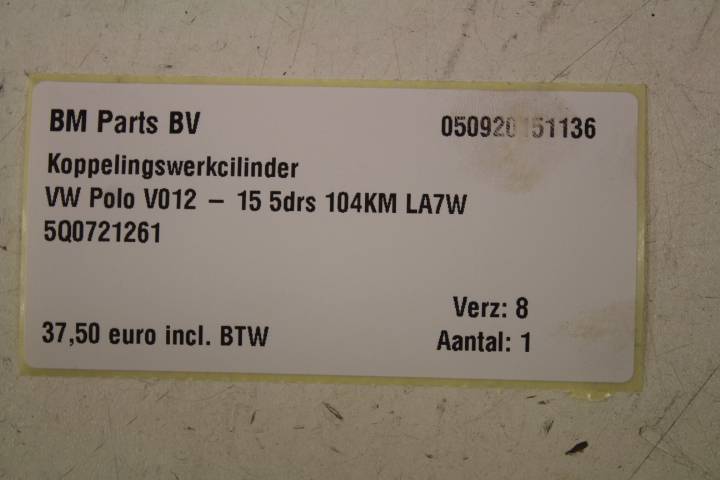 BM Parts BV
050920151136
Koppelingswerkcilinder
VW Polo V012 – 15 5drs 104KM LA7W
5Q0721261
Verz: 8
37,50 euro incl. BTW
Aantal: 1